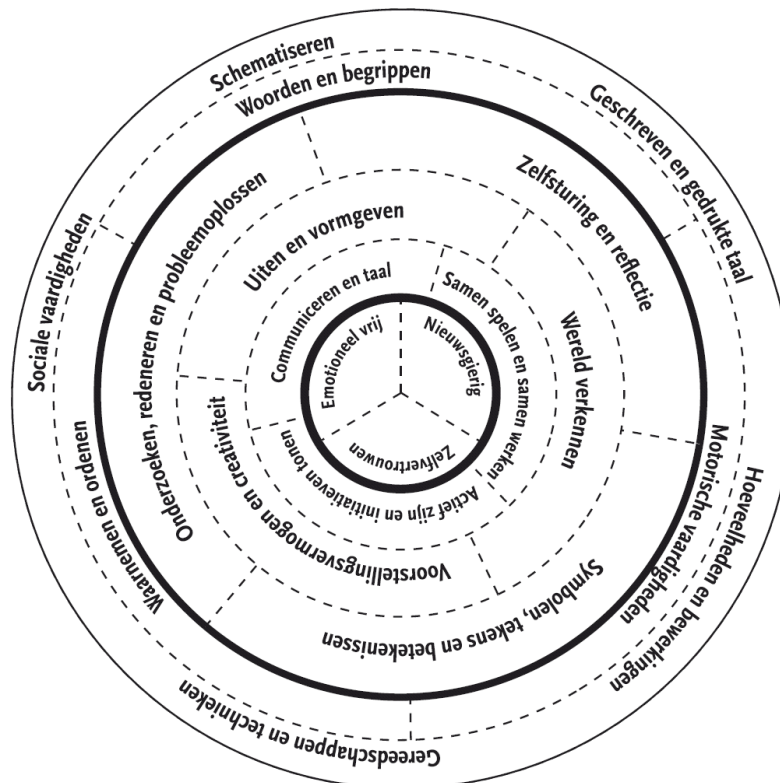 Schematiseren
Woorden en begrippen
Geschreven en gedrukte taal
Sociale vaardigheden
Waarnemen en ordenen
Motorische vaardigheden
Hoeveelheden en bewerkingen
Gereedschappen en technieken
Onderzoeken, redeneren en probleemoplossen
Zelfsturing en reflectie
Symbolen, tekens en betekenissen
Uiten en vormgeven
Wereld verkennen
Voorstellingsvermogen en creativiteit
Communiceren en taal
Samen spelen en samen werken
Actief zijn en initiatieven tonen
Emotioneel vrij
Nieuwsgierig
Zelfvertrouwen